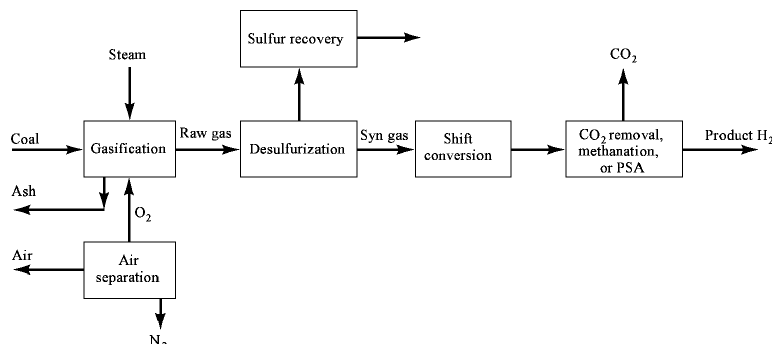 Sulfur recovery
Steam
CO₂
Coal
Gasification
Raw gas
Desulfurization
Syn gas
Shift
conversion
CO₂ removal,
methanation,
or PSA
Product H₂
Ash
O₂
Air
Air
separation
N₂